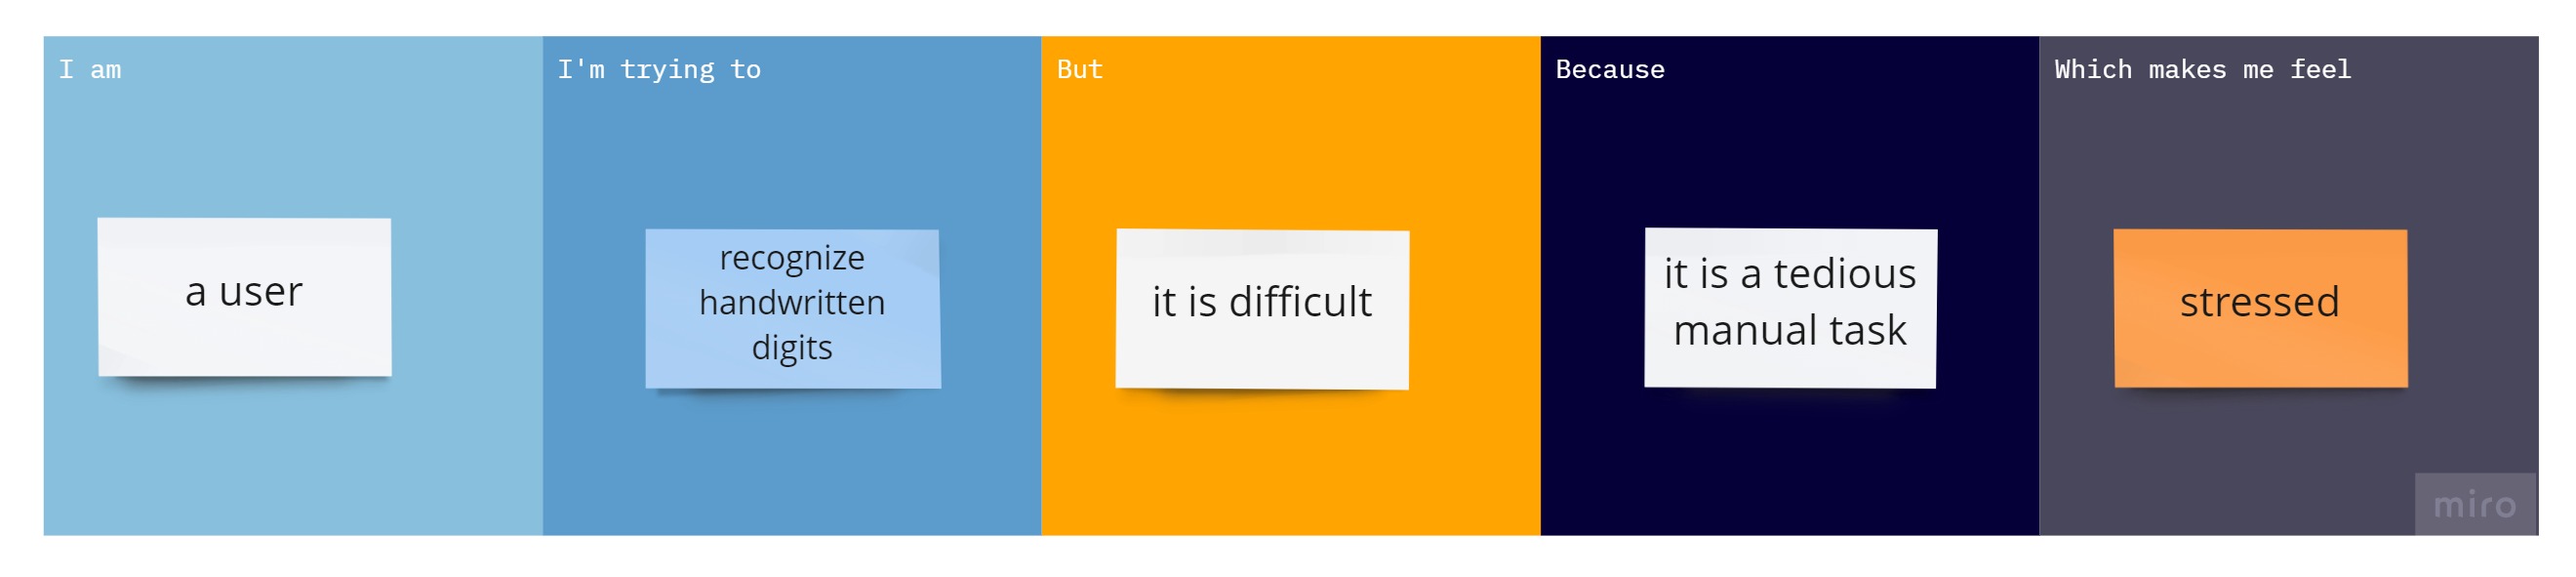 I am
a user
I'm trying to
recognize
handwritten
digits
But
it is difficult
Because
it is a tedious
manual task
Which makes me feel
stressed
miro